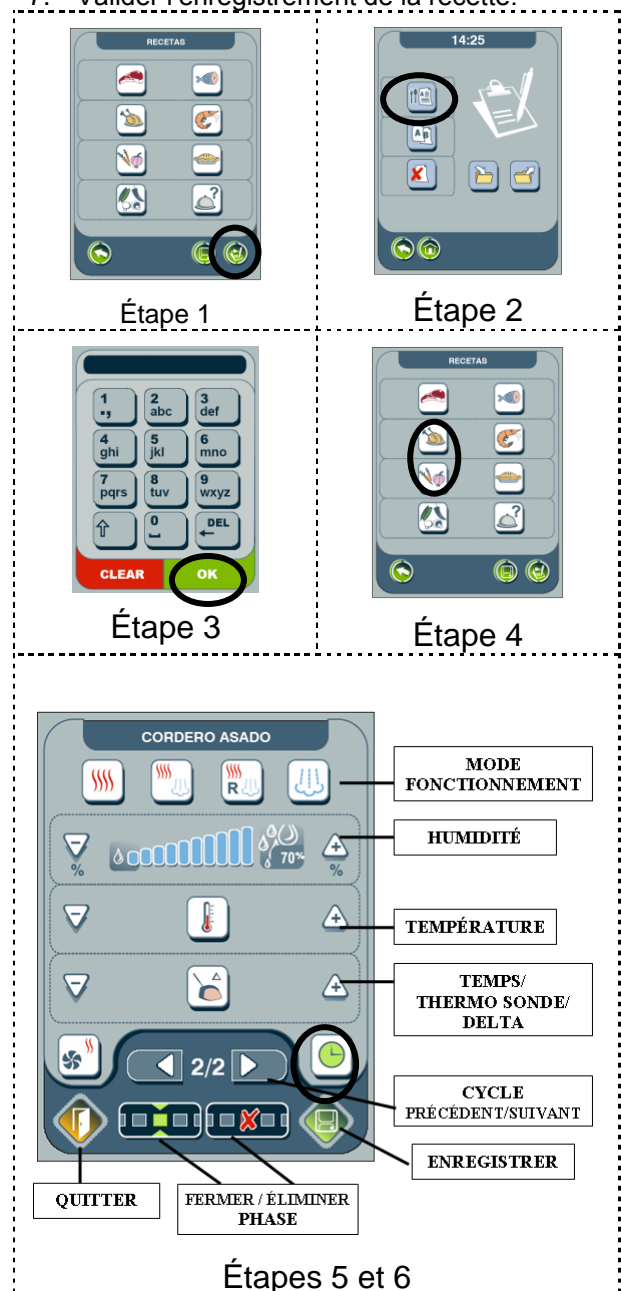 7. Valider l'enregistrement de la recette.
RECETAS
14:25
Étape 1
Étape 2
1 ., 2 abc 3 def
4 ghi 5 jkl 6 mno
7 pqrs 8 tuv 9 wxyz
0 DEL
CLEAR OK
RECETAS
Étape 3
Étape 4
CORDERO ASADO
R
MODE
FONCTIONNEMENT
70%
% %
HUMIDITÉ
TEMPÉRATURE
TEMPS/
THERMO SONDE/
DELTA
2/2
CYCLE
PRÉCÉDENT/SUIVANT
ENREGISTRER
QUITTER
FERMER / ÉLIMINER
PHASE
Étapes 5 et 6